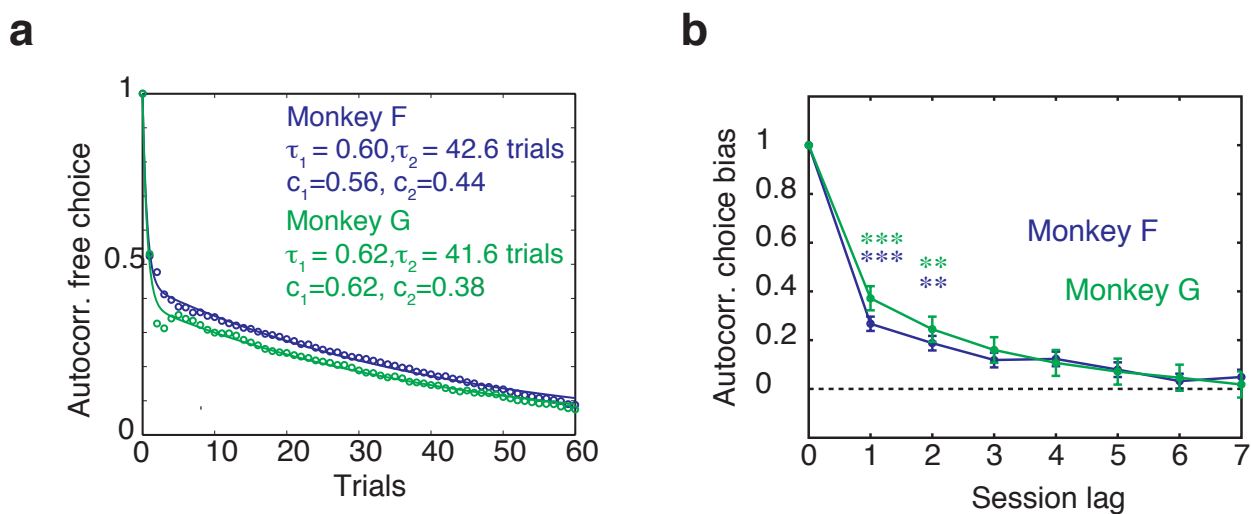 a
Autocorr. free choice
1
0.5
0
Monkey F
τ1 = 0.60,τ2 = 42.6 trials
c1=0.56, c2=0.44
Monkey G
τ1 = 0.62,τ2 = 41.6 trials
c1=0.62, c2=0.38
0 10 20 30 40 50 60
Trials
b
Autocorr. choice bias
1
0.8
0.6
0.4
0.2
0
***
***
**
**
Monkey F
Monkey G
0 1 2 3 4 5 6 7
Session lag